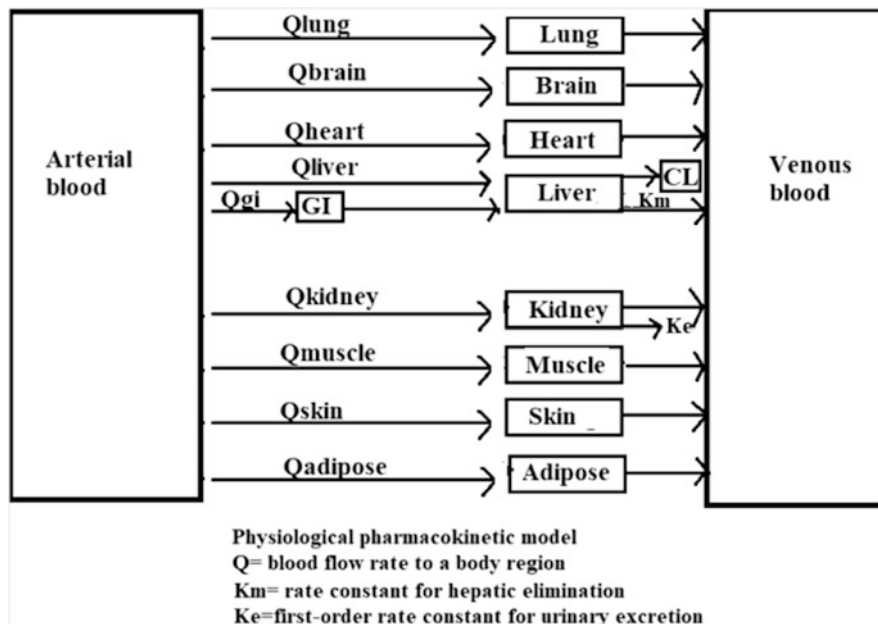 Qlung
Lung
Qbrain
Brain
Qheart
Heart
Arterial
blood
Qliver
CL
Venous
blood
Qgi
GI
Liver
Km
Qkidney
Kidney
Ke
Qmuscle
Muscle
Qskin
Skin
Qadipose
Adipose
Physiological pharmacokinetic model
Q= blood flow rate to a body region
Km= rate constant for hepatic elimination
Ke=first-order rate constant for urinary excretion